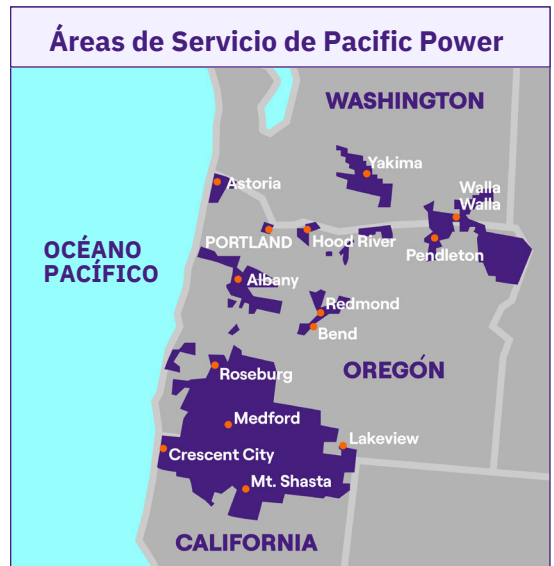 Áreas de Servicio de Pacific Power
WASHINGTON
Yakima
Astoria
Walla
Walla
PORTLAND
Hood River
Pendleton
OCÉANO
PACÍFICO
Albany
Redmond
Bend
OREGÓN
Roseburg
Medford
Lakeview
Crescent City
Mt. Shasta
CALIFORNIA